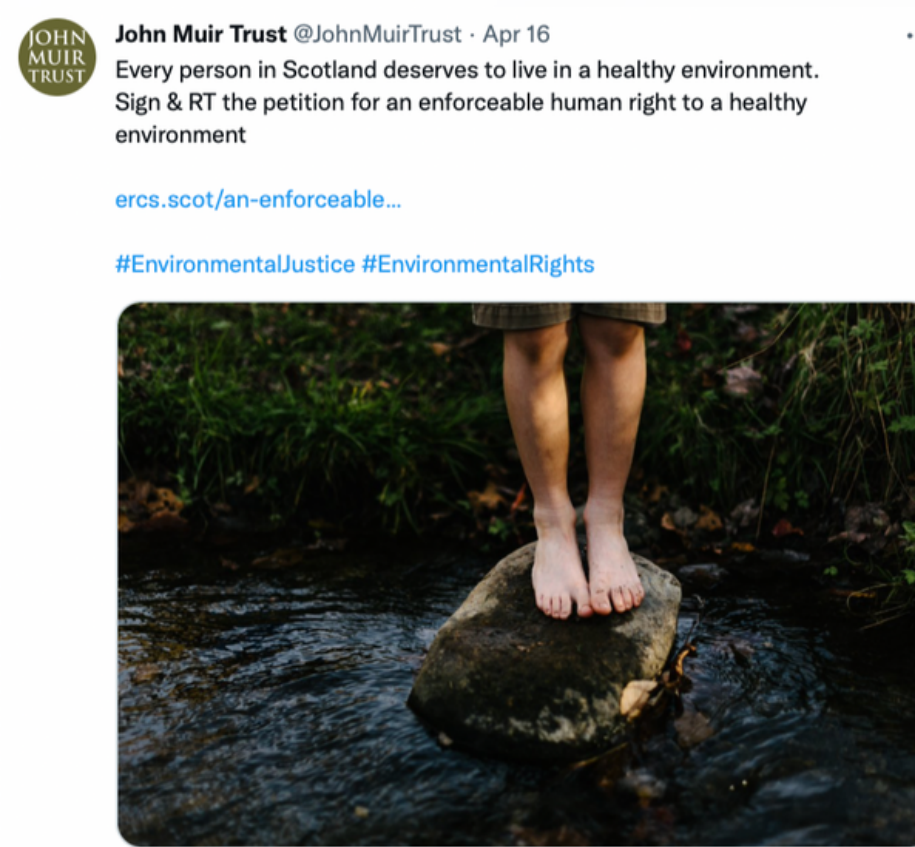 JOHN
MUIR
TRUST
John Muir Trust @JohnMuirTrust · Apr 16
Every person in Scotland deserves to live in a healthy environment.
Sign & RT the petition for an enforceable human right to a healthy
environment
ercs.scot/an-enforceable...
#EnvironmentalJustice #EnvironmentalRights